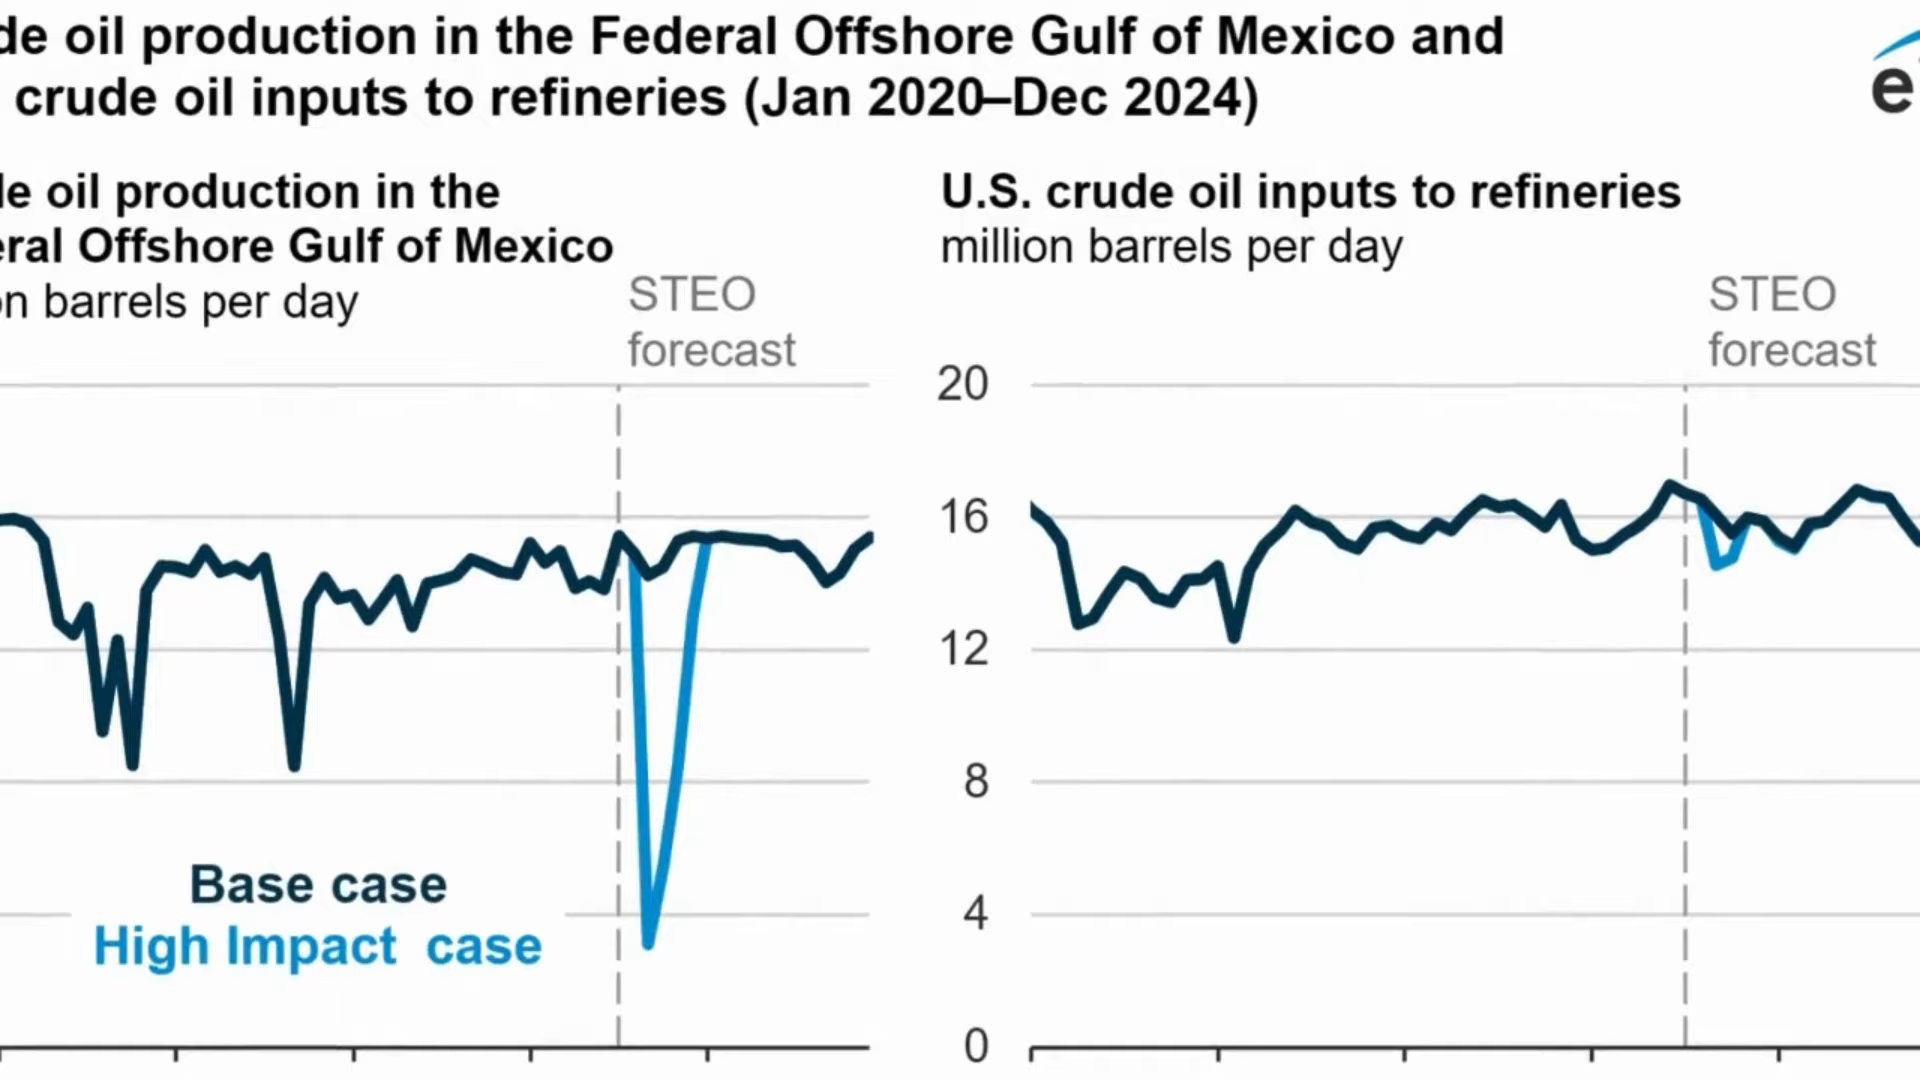 de oil production in the Federal Offshore Gulf of Mexico and
crude oil inputs to refineries (Jan 2020–Dec 2024)
e
le oil production in the
eral Offshore Gulf of Mexico
on barrels per day
STEO
forecast
Base case
High Impact case
U.S. crude oil inputs to refineries
million barrels per day
STEO
forecast
20
16
12
8
4
0